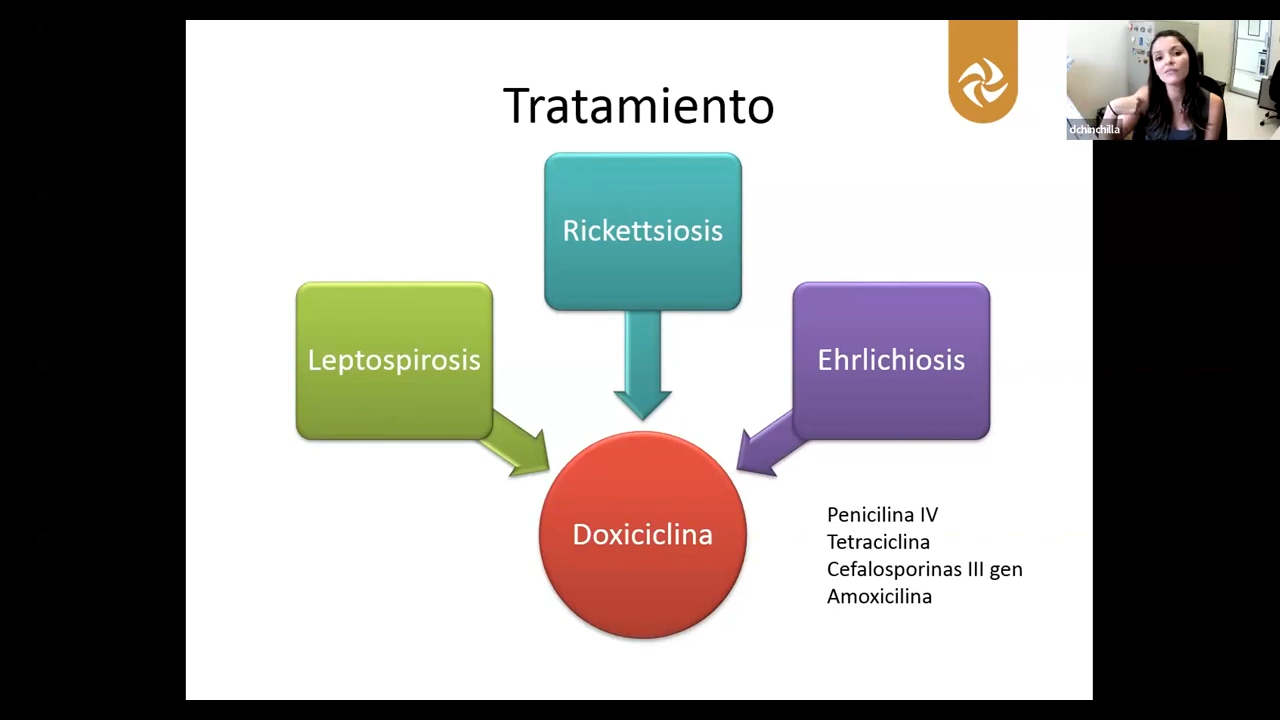 Tratamiento
dchinchilla
Rickettsiosis
Leptospirosis
Ehrlichiosis
Doxiciclina
Penicilina IV
Tetraciclina
Cefalosporinas III gen
Amoxicilina